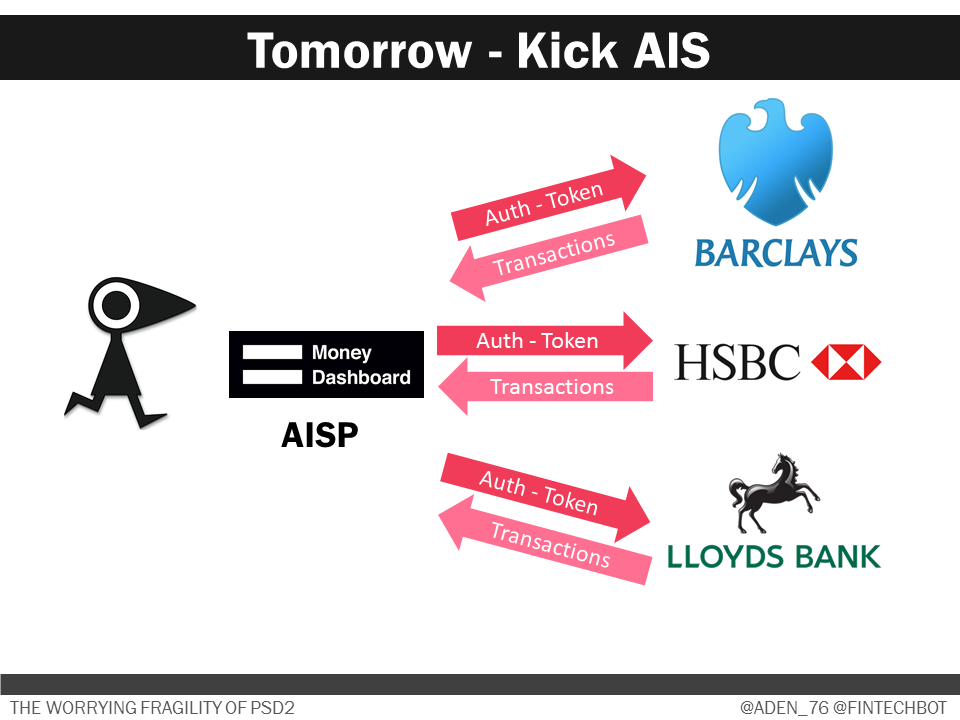 Tomorrow - Kick AIS
Auth - Token
Transactions
BARCLAYS
Money
Dashboard
AISP
Auth - Token
Transactions
HSBC
Auth - Token
Transactions
LLOYDS BANK
THE WORRYING FRAGILITY OF PSD2
@ADEN_76 @FINTECHBOT